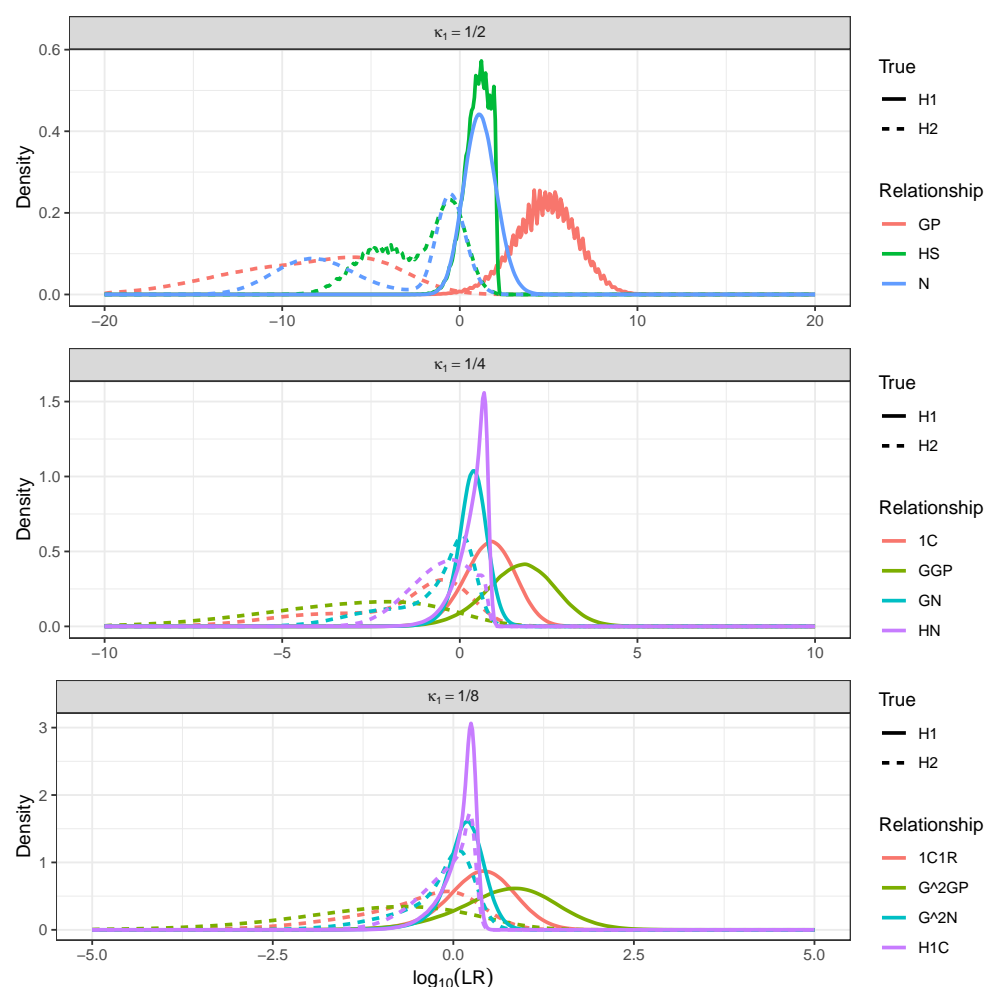 κ₁ = 1/2
0.6
0.4
0.2
0.0
Density
−20
−10
0
10
20
True
H1
H2
Relationship
GP
HS
N
κ₁ = 1/4
1.5
1.0
0.5
0.0
Density
−10
−5
0
5
10
True
H1
H2
Relationship
1C
GGP
GN
HN
κ₁ = 1/8
3
2
1
0
Density
−5.0
−2.5
0.0
2.5
5.0
log₁₀(LR)
True
H1
H2
Relationship
1C1R
G^2GP
G^2N
H1C